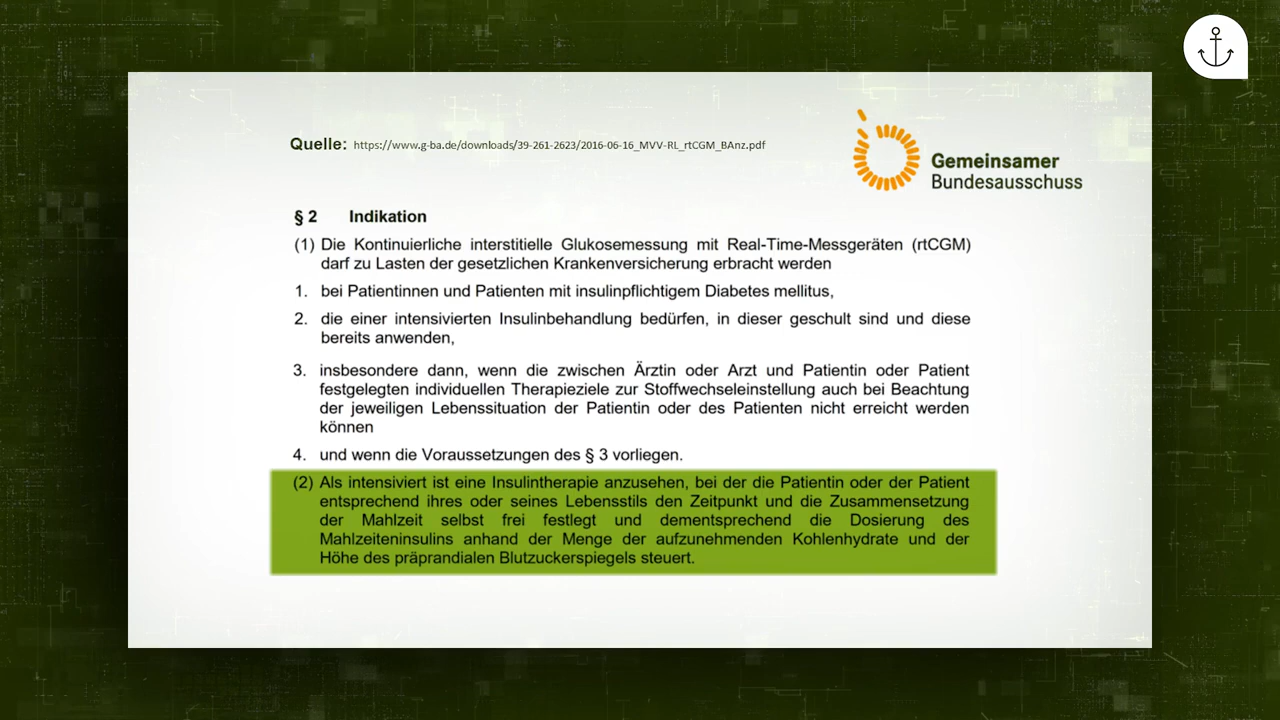 Quelle: https://www.g-ba.de/downloads/39-261-2623/2016-06-16_MVV-RL_rtCGM_BAnz.pdf
Gemeinsamer
Bundesausschuss
§ 2 Indikation
(1) Die Kontinuierliche interstitielle Glukosemessung mit Real-Time-Messgeräten (rtCGM)
darf zu Lasten der gesetzlichen Krankenversicherung erbracht werden
1. bei Patientinnen und Patienten mit insulinpflichtigem Diabetes mellitus,
2. die einer intensivierten Insulinbehandlung bedürfen, in dieser geschult sind und diese
bereits anwenden,
3. insbesondere dann, wenn die zwischen Ärztin oder Arzt und Patientin oder Patient
festgelegten individuellen Therapieziele zur Stoffwechseleinstellung auch bei Beachtung
der jeweiligen Lebenssituation der Patientin oder des Patienten nicht erreicht werden
können
4. und wenn die Voraussetzungen des § 3 vorliegen.
(2) Als intensiviert ist eine Insulintherapie anzusehen, bei der die Patientin oder der Patient
entsprechend ihres oder seines Lebensstils den Zeitpunkt und die Zusammensetzung
der Mahlzeit selbst frei festlegt und dementsprechend die Dosierung des
Mahlzeiteninsulins anhand der Menge der aufzunehmenden Kohlenhydrate und der
Höhe des präprandialen Blutzuckerspiegels steuert.